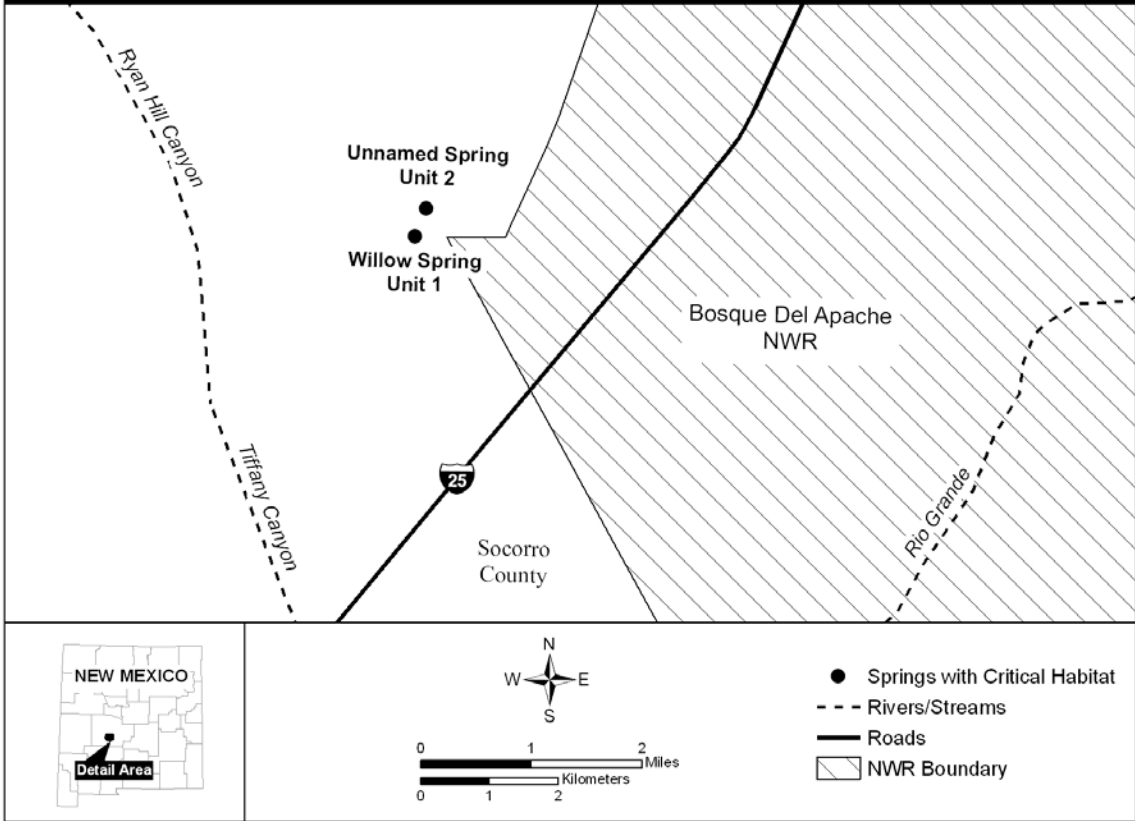 Ryan Hill Canyon
Unnamed Spring
Unit 2
Willow Spring
Unit 1
Bosque Del Apache
NWR
Tiffany Canyon
25
Rio Grande
Socorro
County
NEW MEXICO
Detail Area
N
W E
S
0 1 2
Miles
Kilometers
0 1 2
Springs with Critical Habitat
Rivers/Streams
Roads
NWR Boundary